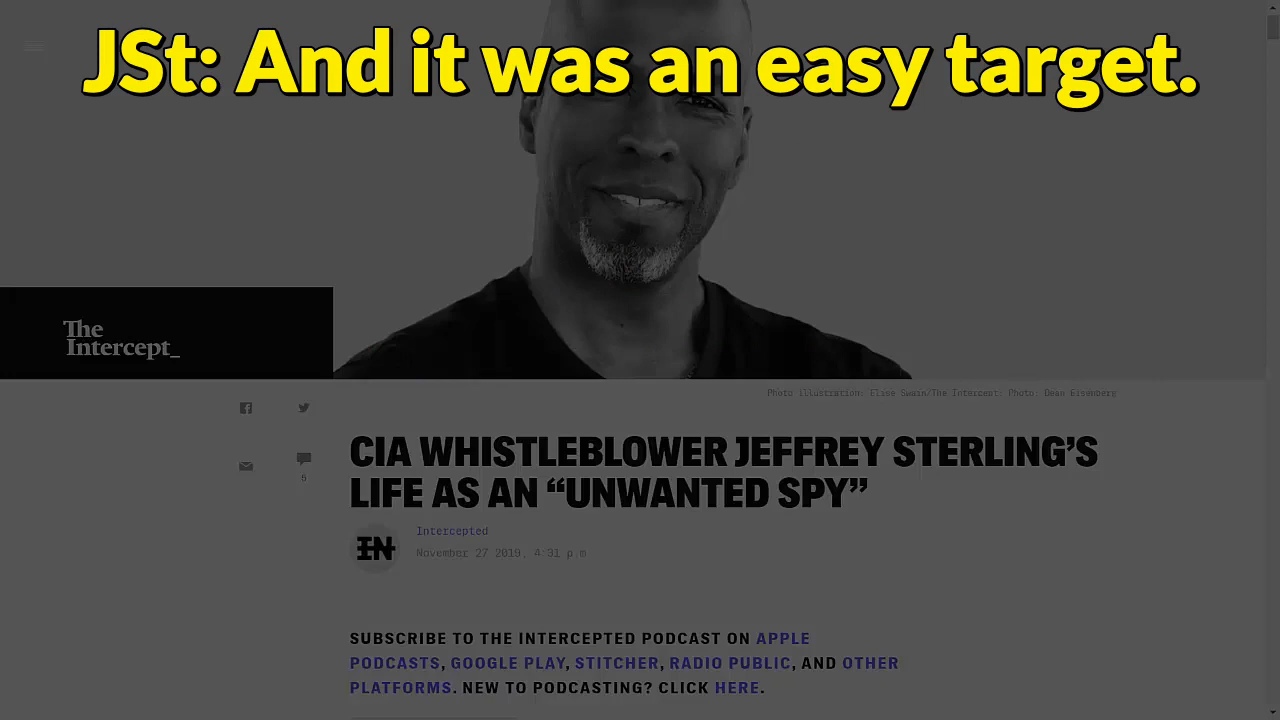 JSt: And it was an easy target.
The
Intercept_
Photo illustration: Elise Swain/The Intercept; Photo: Dean Eisenberg
6
CIA WHISTLEBLOWER JEFFREY STERLING’S
LIFE AS AN “UNWANTED SPY”
IN
Intercepted
November 27 2019, 4:31 p.m
SUBSCRIBE TO THE INTERCEPTED PODCAST ON APPLE
PODCASTS, GOOGLE PLAY, STITCHER, RADIO PUBLIC, AND OTHER
PLATFORMS. NEW TO PODCASTING? CLICK HERE.